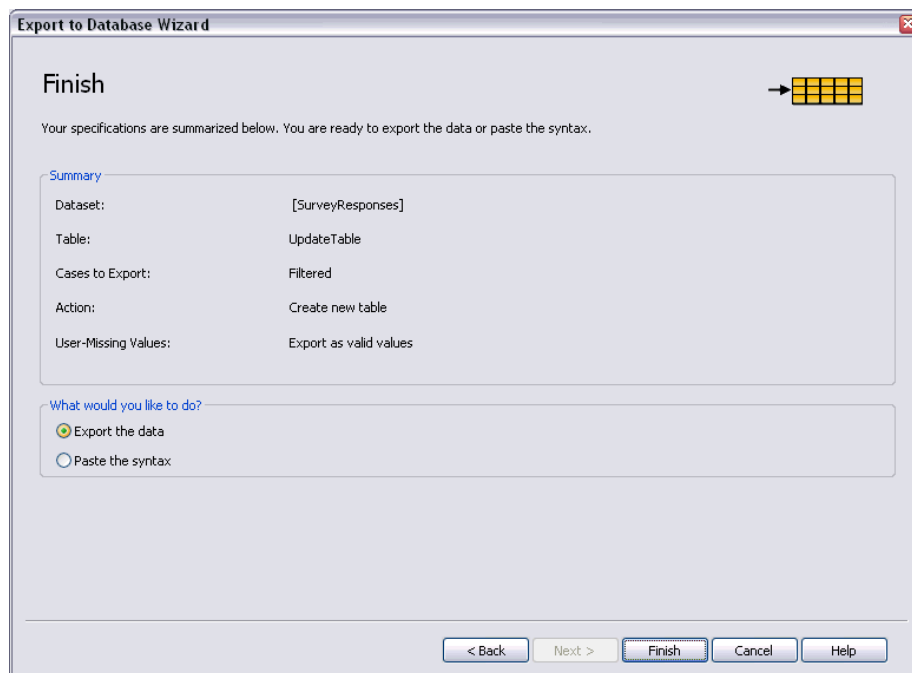 Export to Database Wizard
Finish
Your specifications are summarized below. You are ready to export the data or paste the syntax.
Summary
Dataset: [SurveyResponses]
Table: UpdateTable
Cases to Export: Filtered
Action: Create new table
User-Missing Values: Export as valid values
What would you like to do?
Export the data
Paste the syntax
< Back Next > Finish Cancel Help